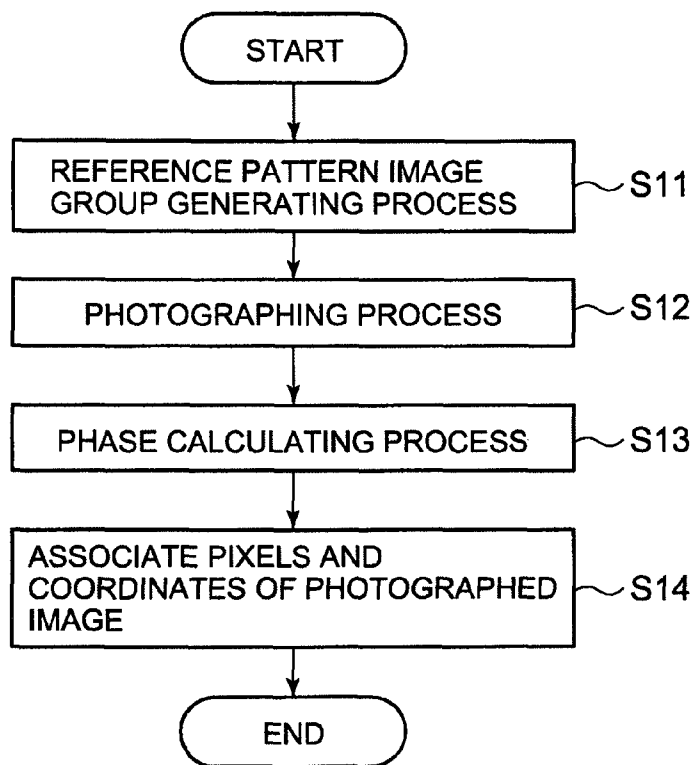 START
REFERENCE PATTERN IMAGE
GROUP GENERATING PROCESS
S11
PHOTOGRAPHING PROCESS
S12
PHASE CALCULATING PROCESS
S13
ASSOCIATE PIXELS AND
COORDINATES OF PHOTOGRAPHED
IMAGE
S14
END